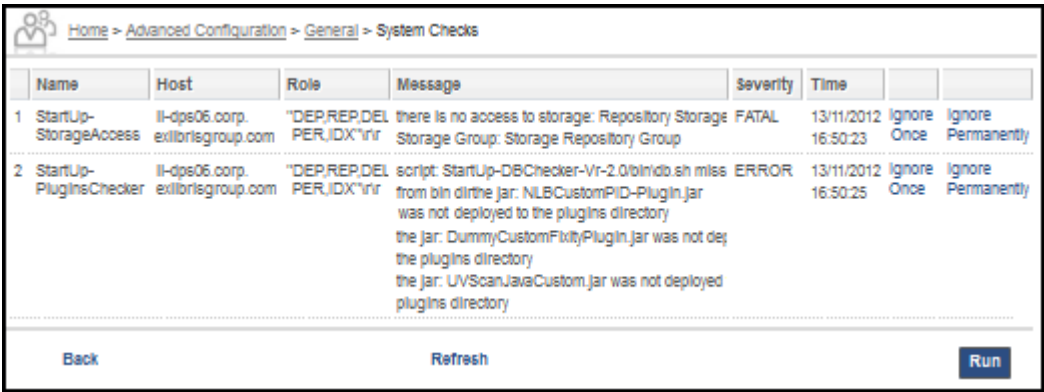 Home > Advanced Configuration > General > System Checks
Name Host Role Message Severity Time
1 StartUp- il-dps06.corp. "DEP,REP,DEL there is no access to storage: Repository Storage FATAL 13/11/2012 Ignore Ignore
StorageAccess exlibrisgroup.com PER,IDX"\r\r Storage Group: Storage Repository Group 16:50:23 Once Permanently
2 StartUp- il-dps06.corp. "DEP,REP,DEL script: StartUp-DBChecker-Vr-2.0/bin\db.sh miss ERROR 13/11/2012 Ignore Ignore
PluginsChecker exlibrisgroup.com PER,IDX"\r\r from bin dirthe jar: NLBCustomPID-Plugin.jar 16:50:25 Once Permanently
was not deployed to the plugins directory
the jar: DummyCustomFixityPlugin.jar was not dep
the plugins directory
the jar: UVScanJavaCustom.jar was not deployed
plugins directory
Back Refresh Run